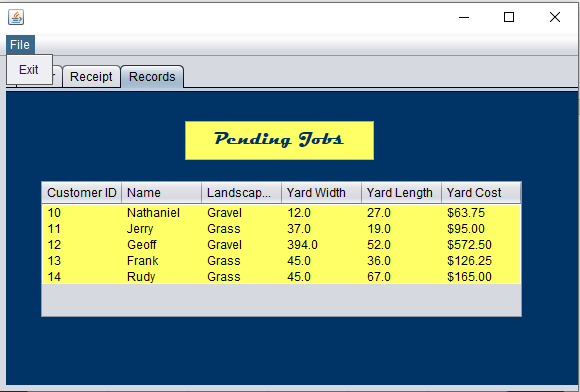 File
Exit
Receipt Records
Pending Jobs
Customer ID Name Landscap... Yard Width Yard Length Yard Cost
10 Nathaniel Gravel 12.0 27.0 $63.75
11 Jerry Grass 37.0 19.0 $95.00
12 Geoff Gravel 394.0 52.0 $572.50
13 Frank Grass 45.0 36.0 $126.25
14 Rudy Grass 45.0 67.0 $165.00